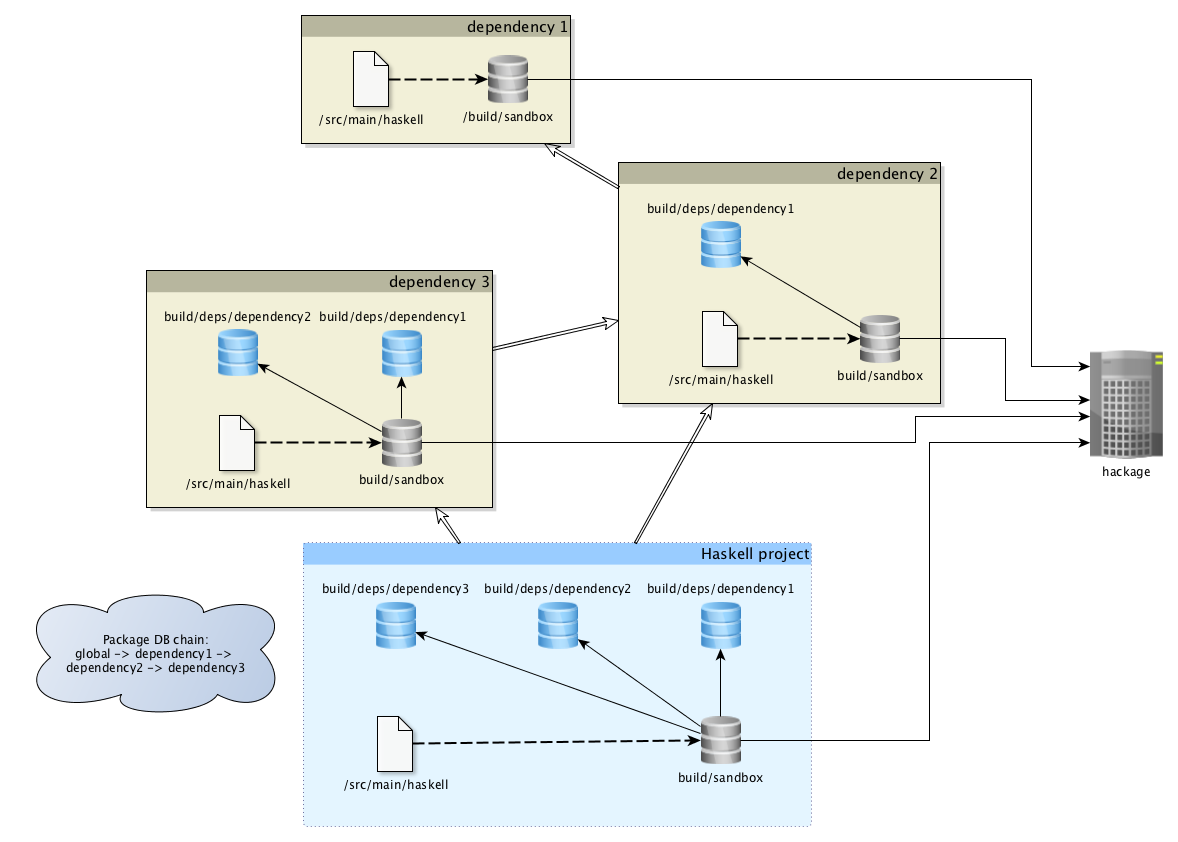 dependency 1
/src/main/haskell
/build/sandbox
dependency 2
build/deps/dependency1
/src/main/haskell
build/sandbox
dependency 3
build/deps/dependency2
build/deps/dependency1
/src/main/haskell
build/sandbox
hackage
Haskell project
build/deps/dependency3
build/deps/dependency2
build/deps/dependency1
/src/main/haskell
build/sandbox
Package DB chain:
global -> dependency1 ->
dependency2 -> dependency3